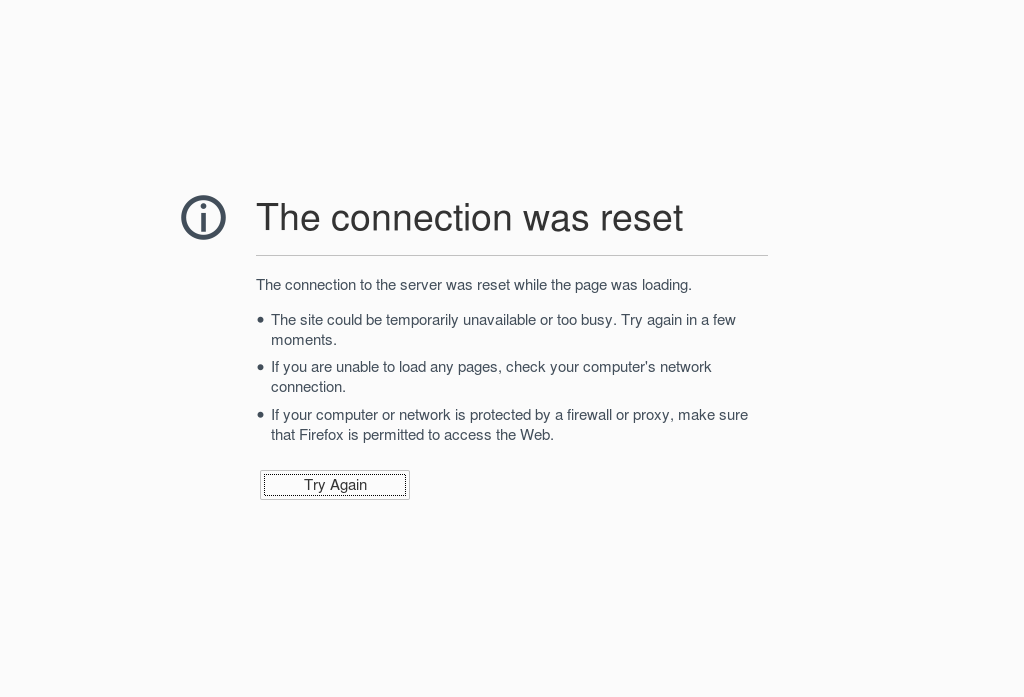 The connection was reset
The connection to the server was reset while the page was loading.
The site could be temporarily unavailable or too busy. Try again in a few
moments.
If you are unable to load any pages, check your computer's network
connection.
If your computer or network is protected by a firewall or proxy, make sure
that Firefox is permitted to access the Web.
Try Again